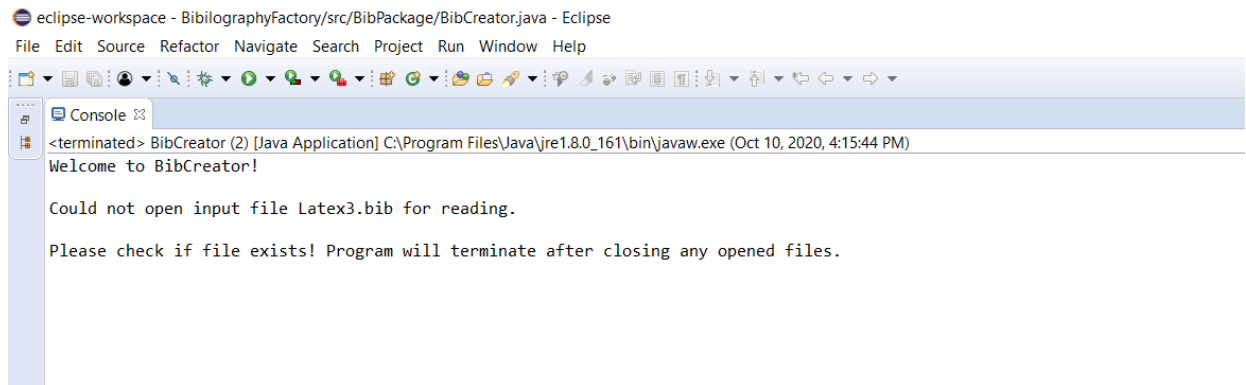 eclipse-workspace - BibilographyFactory/src/BibPackage/BibCreator.java - Eclipse
File Edit Source Refactor Navigate Search Project Run Window Help
Console
<terminated> BibCreator (2) [Java Application] C:\Program Files\Java\jre1.8.0_161\bin\javaw.exe (Oct 10, 2020, 4:15:44 PM)
Welcome to BibCreator!
Could not open input file Latex3.bib for reading.
Please check if file exists! Program will terminate after closing any opened files.